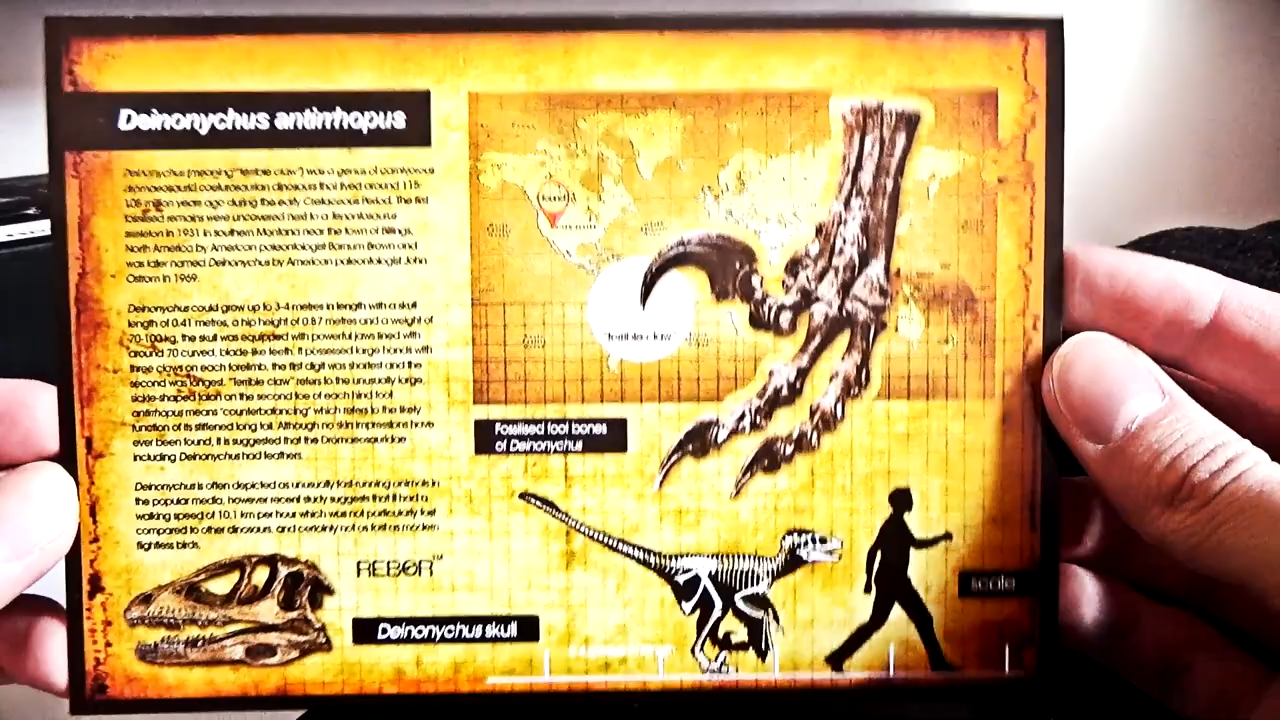 Deinonychus antirrhopus
Deinonychus (meaning "terrible claw") was a genus of carnivorous
dromaeosaurid coelurosaurian dinosaurs that lived around 115-
108 million years ago during the early Cretaceous Period. The first
fossilised remains were uncovered next to a Tenontosaurus
skeleton in 1931 in southern Montana near the town of Billings,
North America by American paleontologist Barnum Brown and
was later named Deinonychus by American paleontologist John
Ostrom in 1969.
Deinonychus could grow up to 3-4 metres in length with a skull
length of 0.41 metres, a hip height of 0.87 metres and a weight of
70-100 kg, the skull was equipped with powerful jaws lined with
around 70 curved, blade-like teeth. It possessed large hands with
three claws on each forelimb, the first digit was shortest and the
second was longest. "Terrible claw" refers to the unusually large,
sickle-shaped talon on the second toe of each hind foot
antirrhopus means "counterbalancing" which refers to the likely
function of its stiffened long tail. Although no skin impressions have
ever been found, it is suggested that the Dromaeosauridae
including Deinonychus had feathers.
Deinonychus is often depicted as unusually fast-running animals in
the popular media, however recent study suggests that it had a
walking speed of 10.1 km per hour which was not particularly fast
compared to other dinosaurs, and certainly not as fast as modern
flightless birds.
REBOR™
Deinonychus skull
found
"Terrible claw"
Fossilised foot bones
of Deinonychus
scale